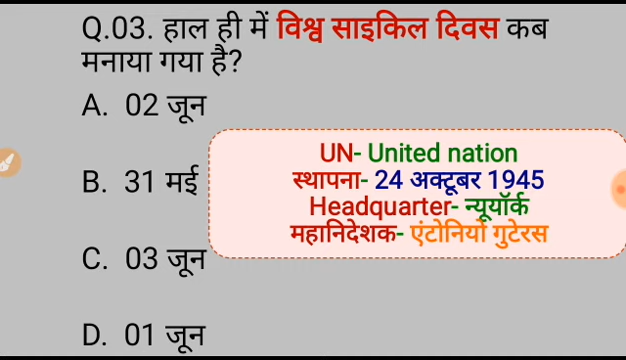 Q.03. हाल ही में विश्व साइकिल दिवस कब
मनाया गया है?
A. 02 जून
B. 31 मई
C. 03 जून
D. 01 जून
UN- United nation
स्थापना- 24 अक्टूबर 1945
Headquarter- न्यूयॉर्क
महानिदेशक- एंटोनियों गुटेरस